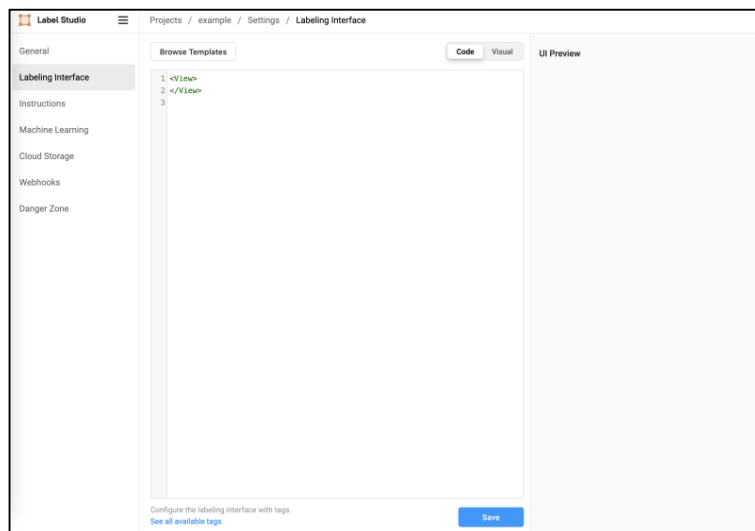 Label Studio
Projects / example / Settings / Labeling Interface
General
Labeling Interface
Instructions
Machine Learning
Cloud Storage
Webhooks
Danger Zone
Browse Templates
Code Visual
1 <View>
2 </View>
3
Configure the labeling interface with tags.
See all available tags.
Save
UI Preview